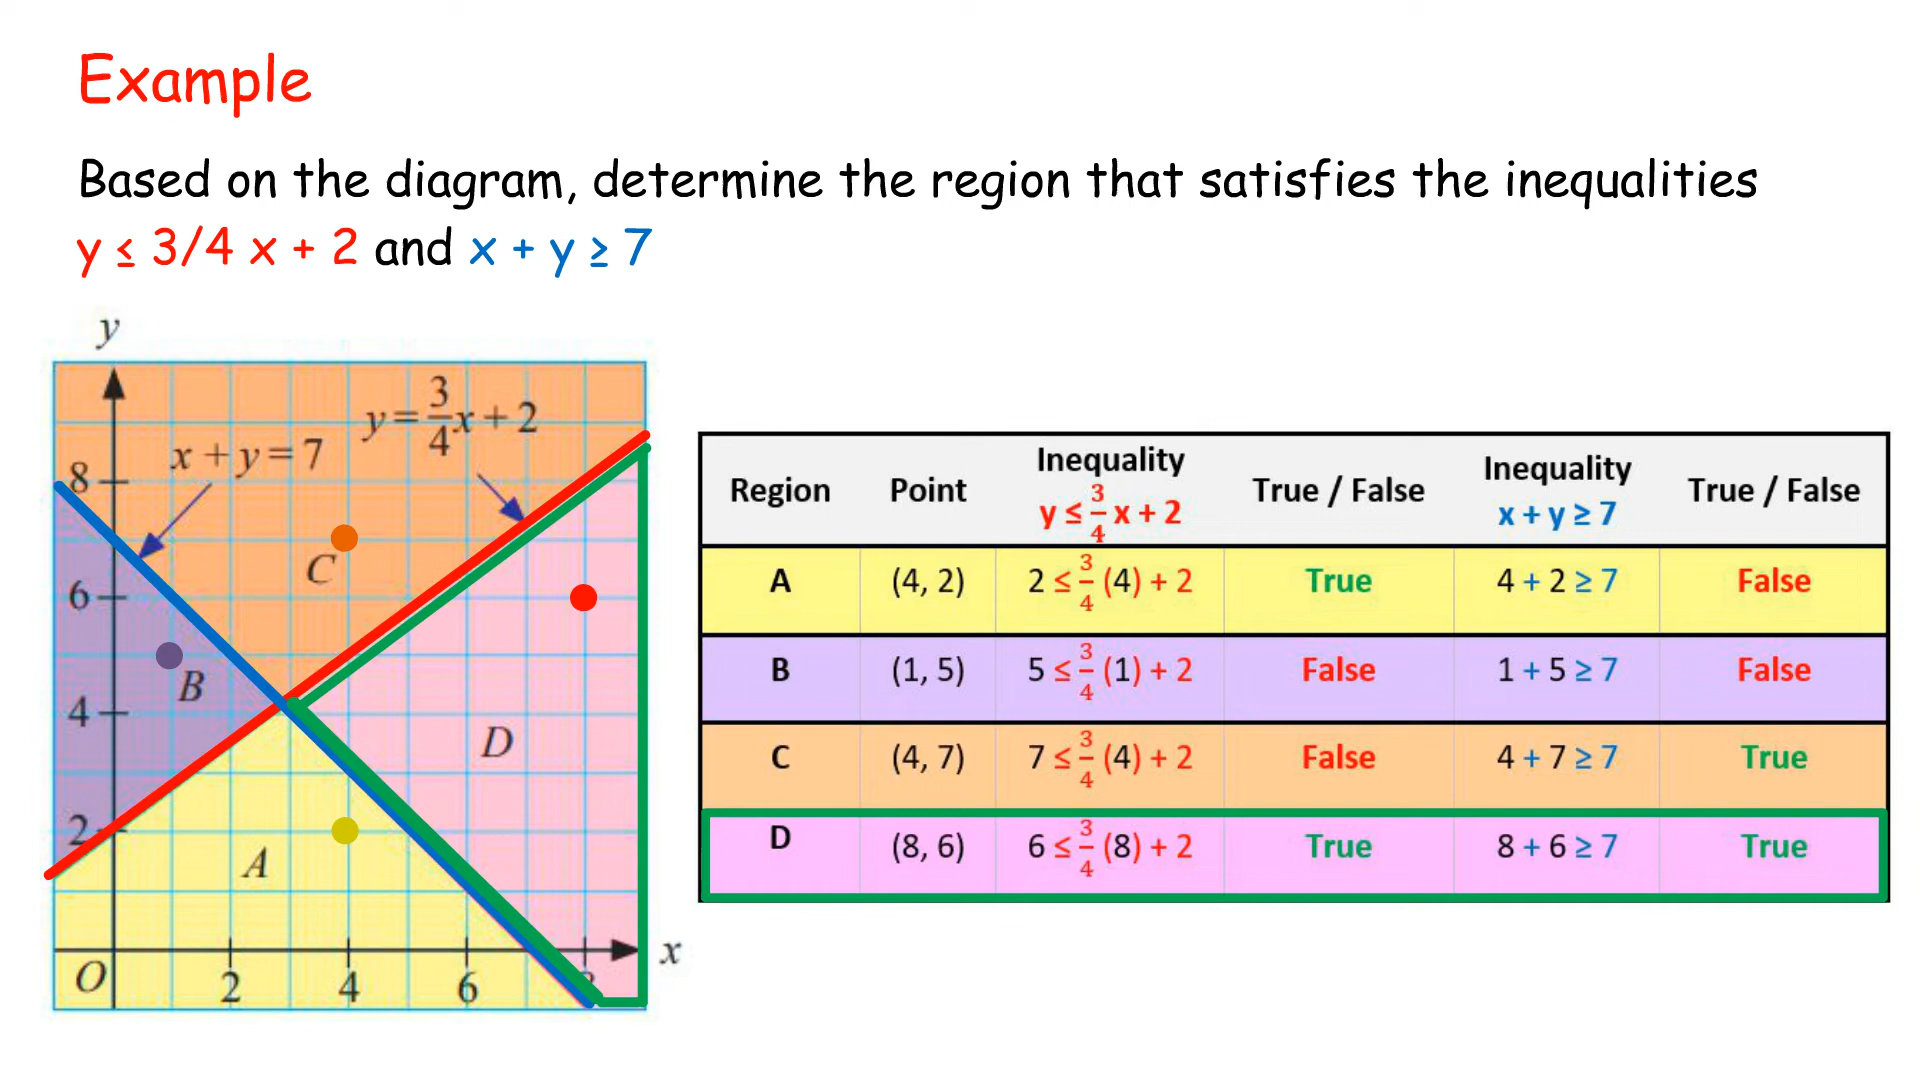 Example
Based on the diagram, determine the region that satisfies the inequalities
y ≤ 3/4 x + 2 and x + y ≥ 7
y
y = 3/4 x + 2
x + y = 7
8
6
4
2
C
B
D
A
O
2
4
6
8
x
Region Point Inequality y ≤ 3/4 x + 2 True / False Inequality x + y ≥ 7 True / False
A (4, 2) 2 ≤ 3/4 (4) + 2 True 4 + 2 ≥ 7 False
B (1, 5) 5 ≤ 3/4 (1) + 2 False 1 + 5 ≥ 7 False
C (4, 7) 7 ≤ 3/4 (4) + 2 False 4 + 7 ≥ 7 True
D (8, 6) 6 ≤ 3/4 (8) + 2 True 8 + 6 ≥ 7 True